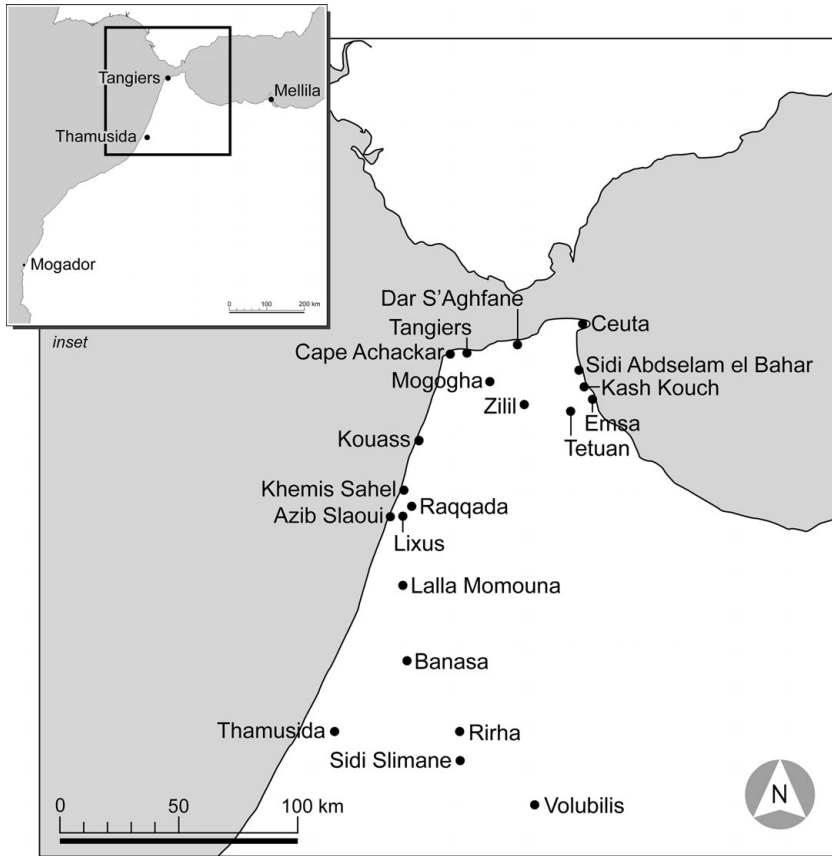 Tangiers
Mellila
Thamusida
Mogador
0 100 200 km
inset
Dar S'Aghfane
Tangiers
Ceuta
Cape Achackar
Sidi Abdselam el Bahar
Mogogha
Kash Kouch
Zilil
Emsa
Tetuan
Kouass
Khemis Sahel
Raqqada
Azib Slaoui
Lixus
Lalla Momouna
Banasa
Thamusida
Rirha
Sidi Slimane
Volubilis
0 50 100 km
N